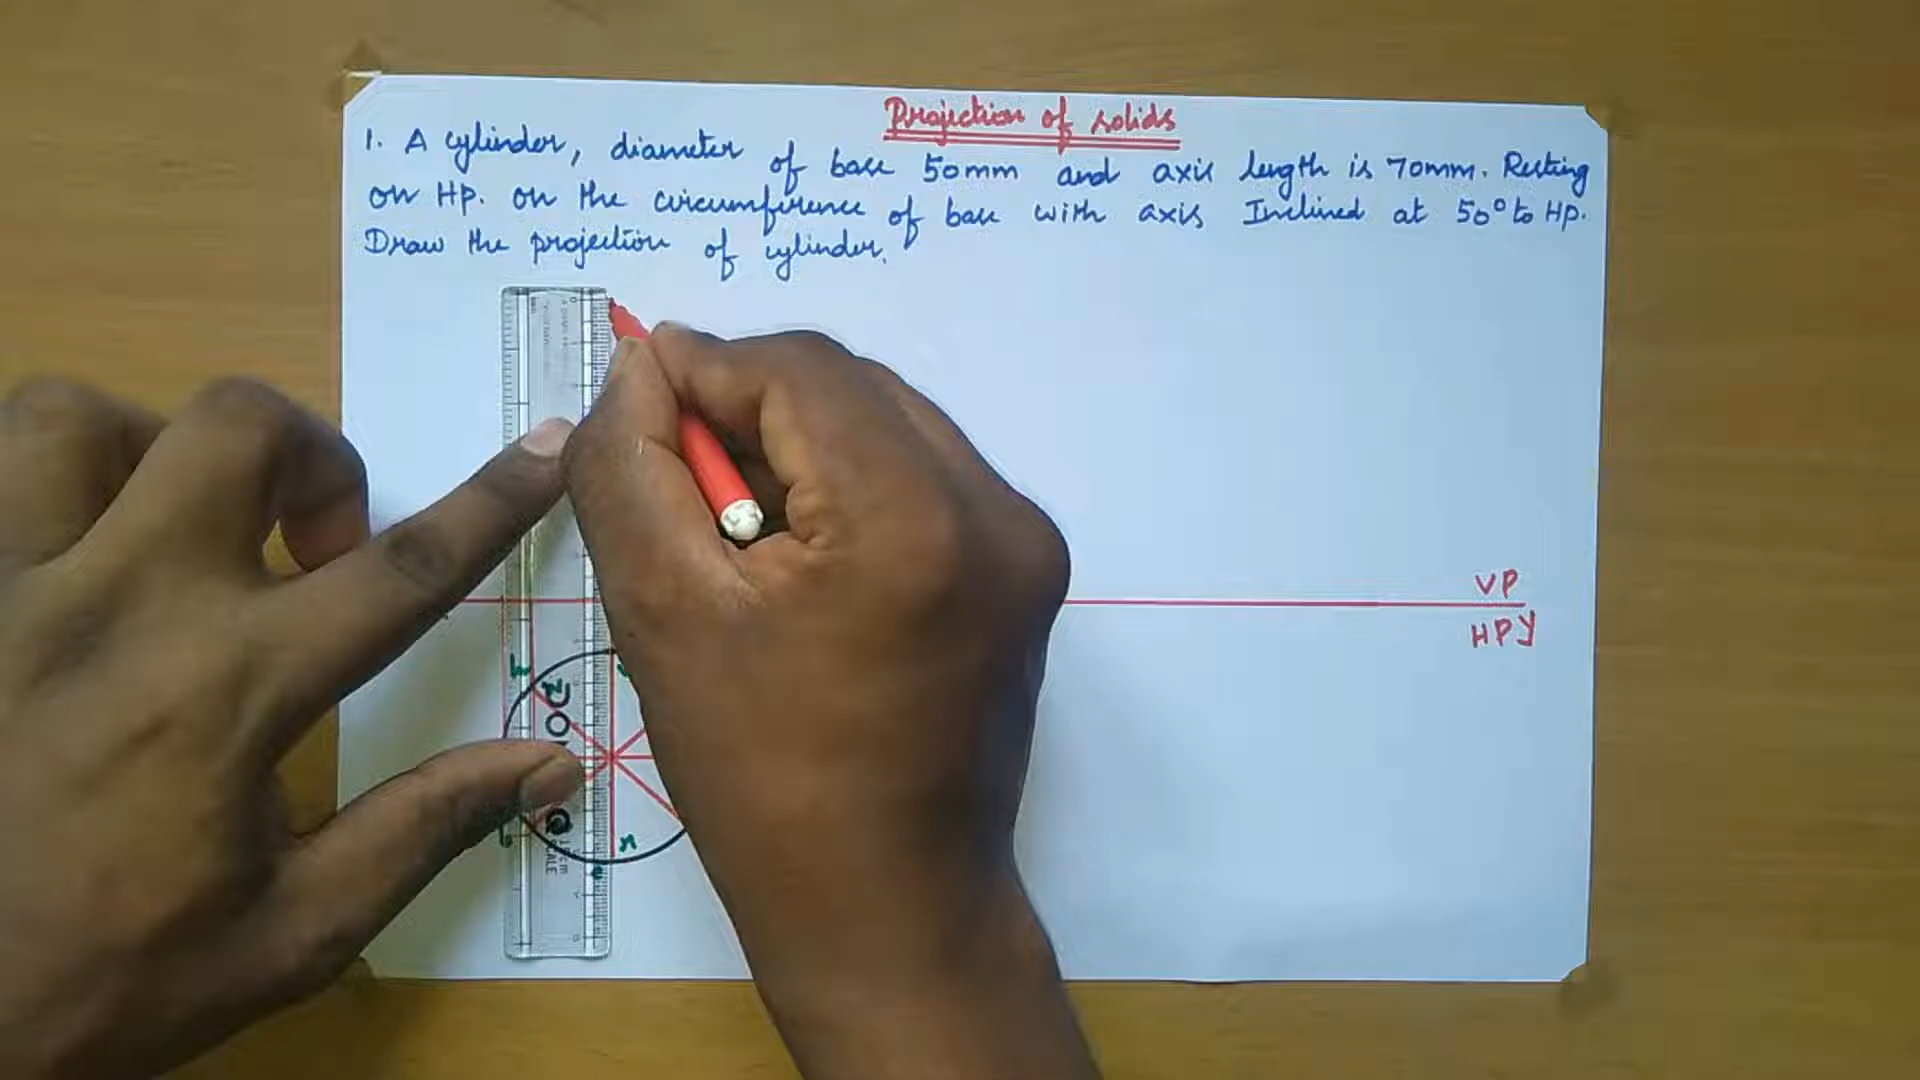 Projection of solids
1. A cylinder, diameter of base 50mm and axis length is 70mm. Resting
on HP. on the circumference of base with axis Inclined at 50° to HP.
Draw the projection of cylinder.
VP
HP Y